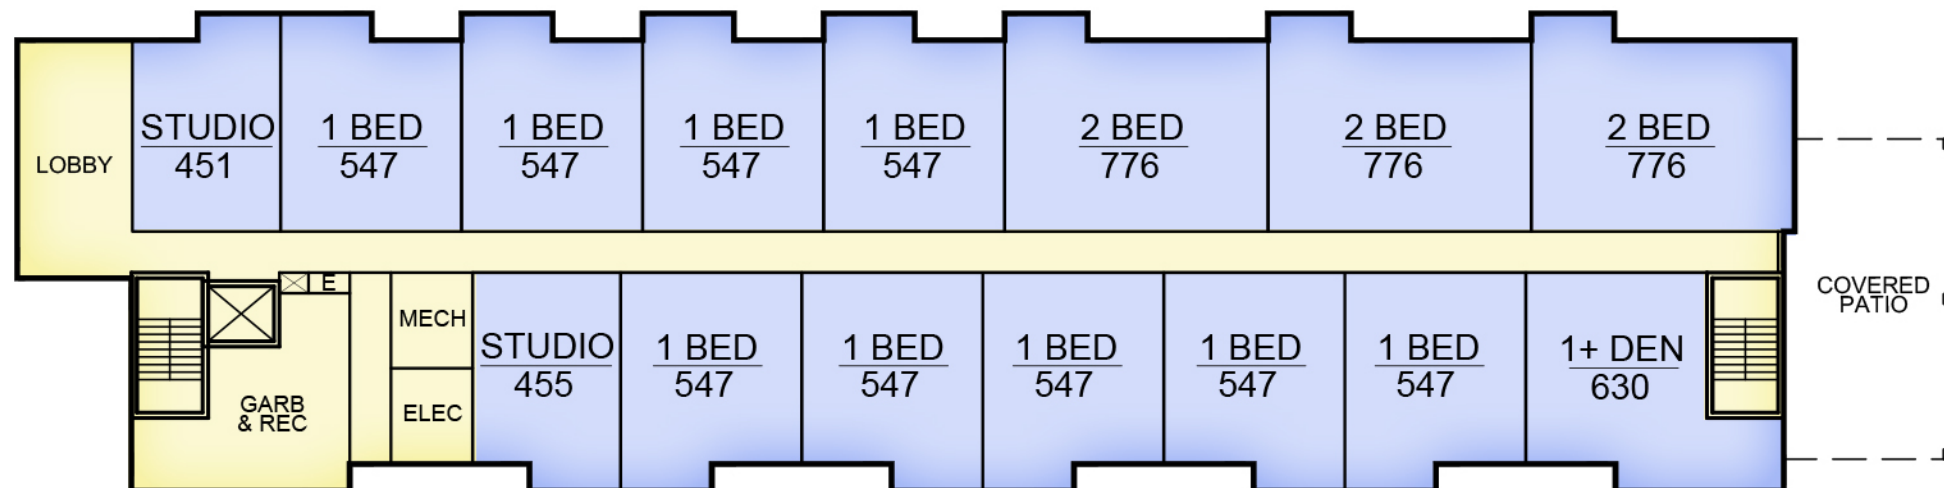 LOBBY
STUDIO
451
1 BED
547
1 BED
547
1 BED
547
1 BED
547
2 BED
776
2 BED
776
2 BED
776
E
MECH
ELEC
GARB
& REC
STUDIO
455
1 BED
547
1 BED
547
1 BED
547
1 BED
547
1 BED
547
1+ DEN
630
COVERED
PATIO